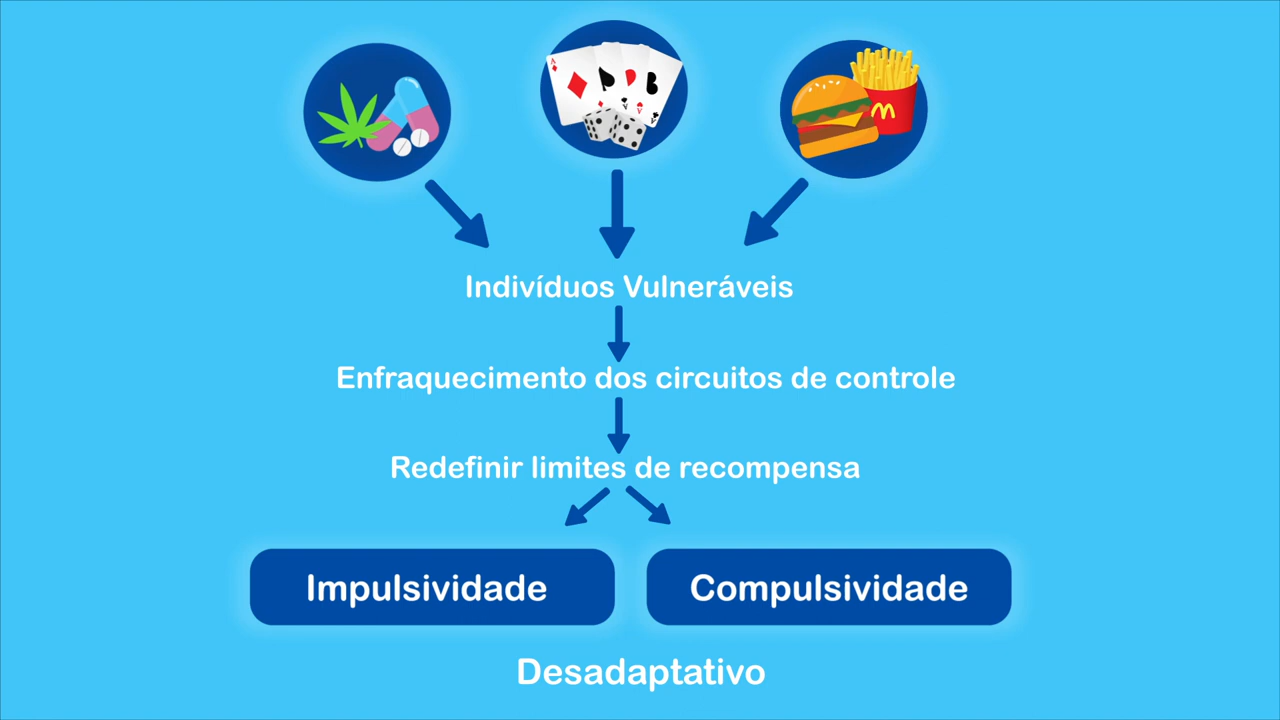 Indivíduos Vulneráveis
Enfraquecimento dos circuitos de controle
Redefinir limites de recompensa
Impulsividade
Compulsividade
Desadaptativo